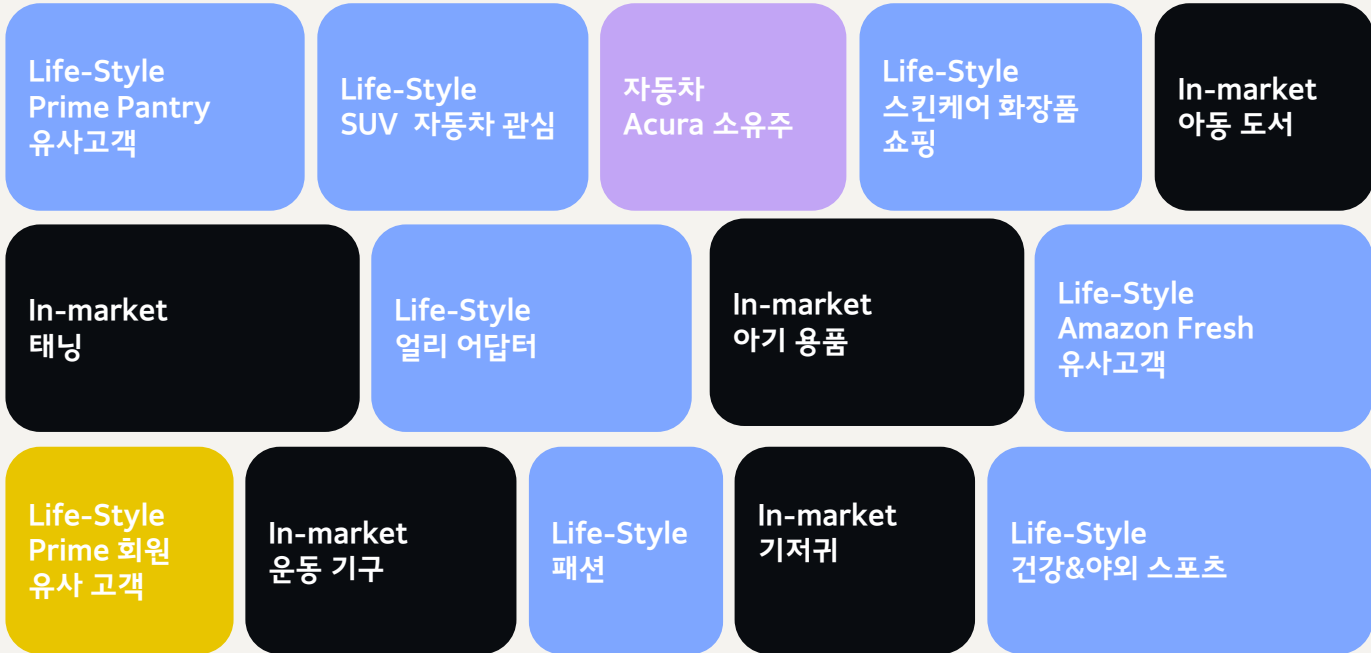 Life-Style
Prime Pantry
유사고객
Life-Style
SUV 자동차 관심
자동차
Acura 소유주
Life-Style
스킨케어 화장품
쇼핑
In-market
아동 도서
In-market
태닝
Life-Style
얼리 어답터
In-market
아기 용품
Life-Style
Amazon Fresh
유사고객
Life-Style
Prime 회원
유사 고객
In-market
운동 기구
Life-Style
패션
In-market
기저귀
Life-Style
건강&야외 스포츠